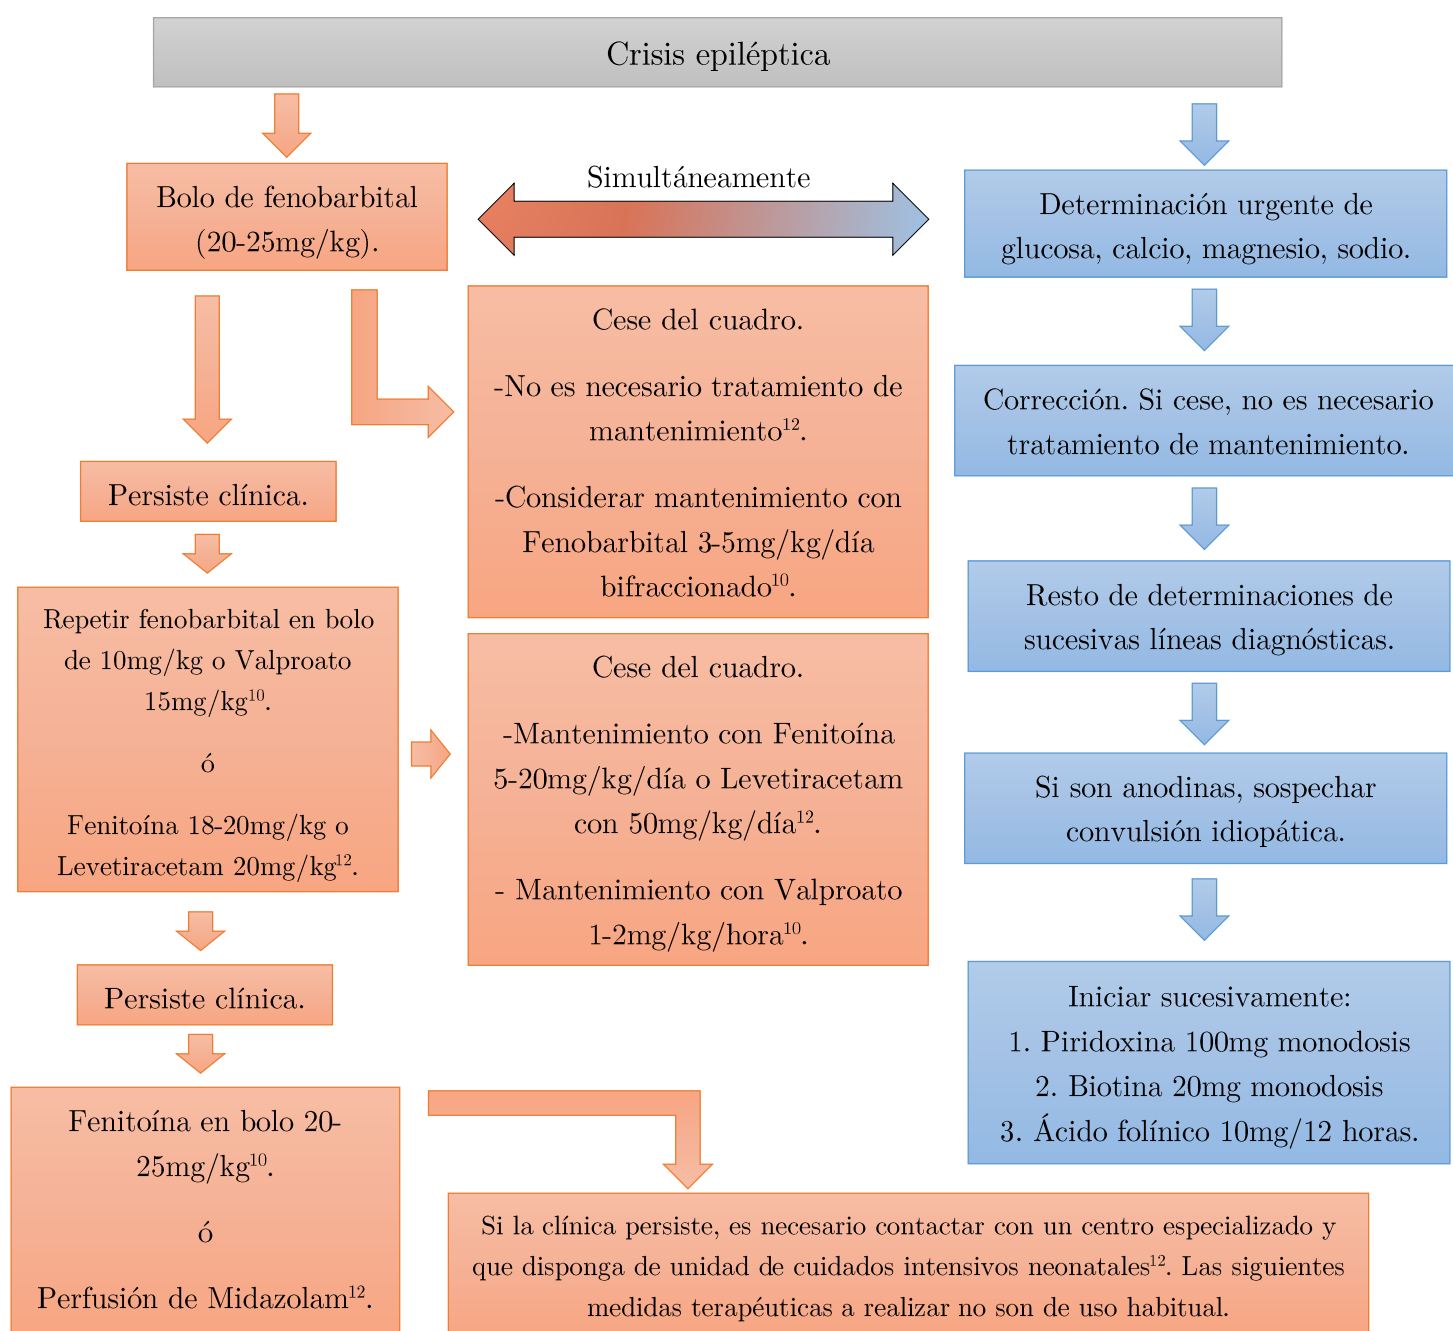 Crisis epiléptica
Bolo de fenobarbital
(20-25mg/kg).
Simultáneamente
Determinación urgente de
glucosa, calcio, magnesio, sodio.
Cese del cuadro.
-No es necesario tratamiento de
mantenimiento12.
-Considerar mantenimiento con
Fenobarbital 3-5mg/kg/día
bifraccionado10.
Corrección. Si cese, no es necesario
tratamiento de mantenimiento.
Persiste clínica.
Resto de determinaciones de
sucesivas líneas diagnósticas.
Repetir fenobarbital en bolo
de 10mg/kg o Valproato
15mg/kg10.
ó
Fenitoína 18-20mg/kg o
Levetiracetam 20mg/kg12.
Cese del cuadro.
-Mantenimiento con Fenitoína
5-20mg/kg/día o Levetiracetam
con 50mg/kg/día12.
- Mantenimiento con Valproato
1-2mg/kg/hora10.
Si son anodinas, sospechar
convulsión idiopática.
Persiste clínica.
Iniciar sucesivamente:
1. Piridoxina 100mg monodosis
2. Biotina 20mg monodosis
3. Ácido folínico 10mg/12 horas.
Fenitoína en bolo 20-
25mg/kg10.
ó
Perfusión de Midazolam12.
Si la clínica persiste, es necesario contactar con un centro especializado y
que disponga de unidad de cuidados intensivos neonatales12. Las siguientes
medidas terapéuticas a realizar no son de uso habitual.